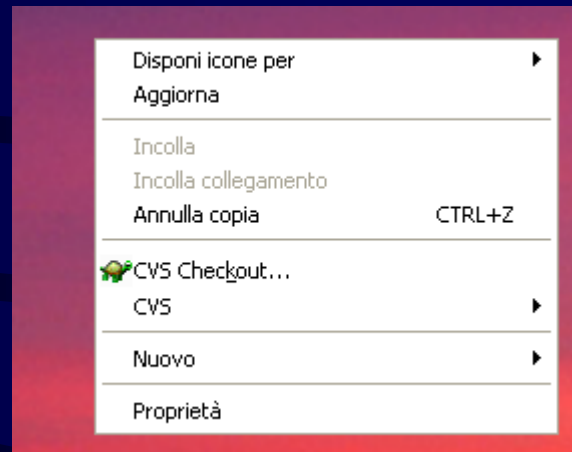 Disponi icone per
Aggiorna
Incolla
Incolla collegamento
Annulla copia CTRL+Z
CVS Checkout...
CVS
Nuovo
Proprietà